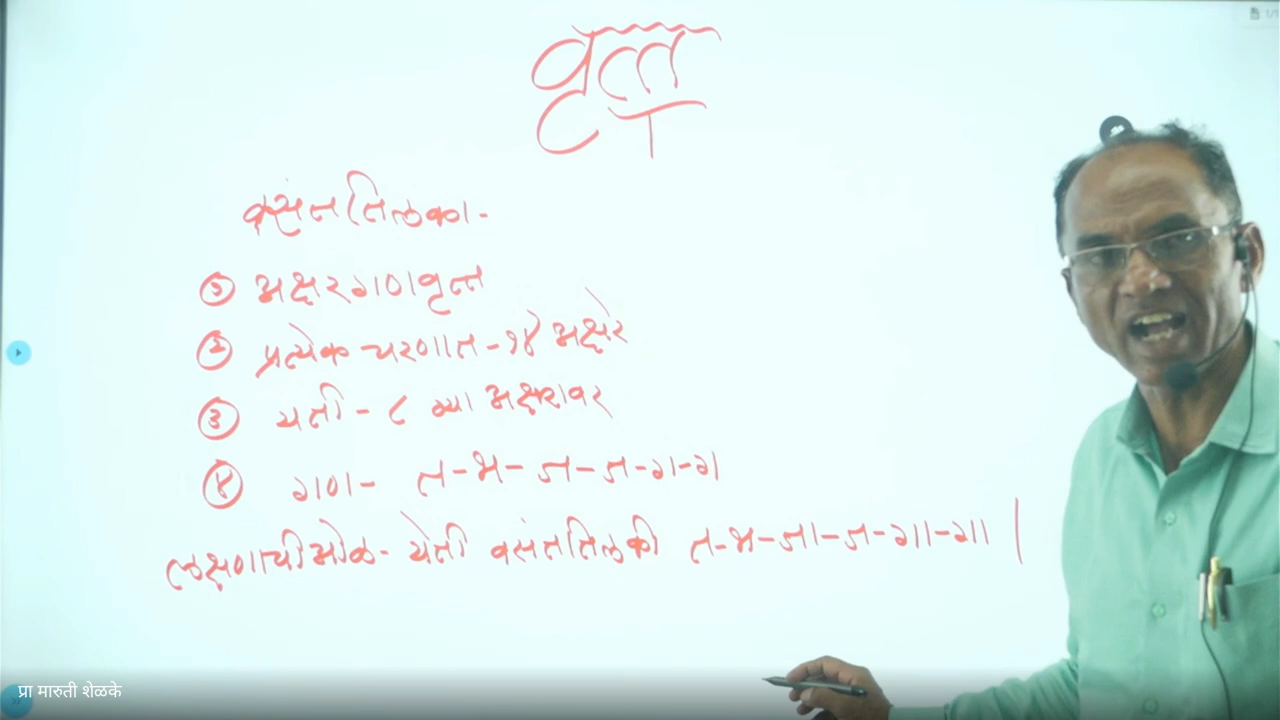 वृत्त
वसंततिलका-
१ अक्षरगणवृत्त
२ प्रत्येक चरणात - १४ अक्षरे
३ यती - ८ व्या अक्षरावर
४ गण - त-भ-ज-ज-ग-ग
लक्षणाची ओळ- येती वसंततिलकी त-भ-जा-ज-गा-गा |
प्रा मारुती शेळके